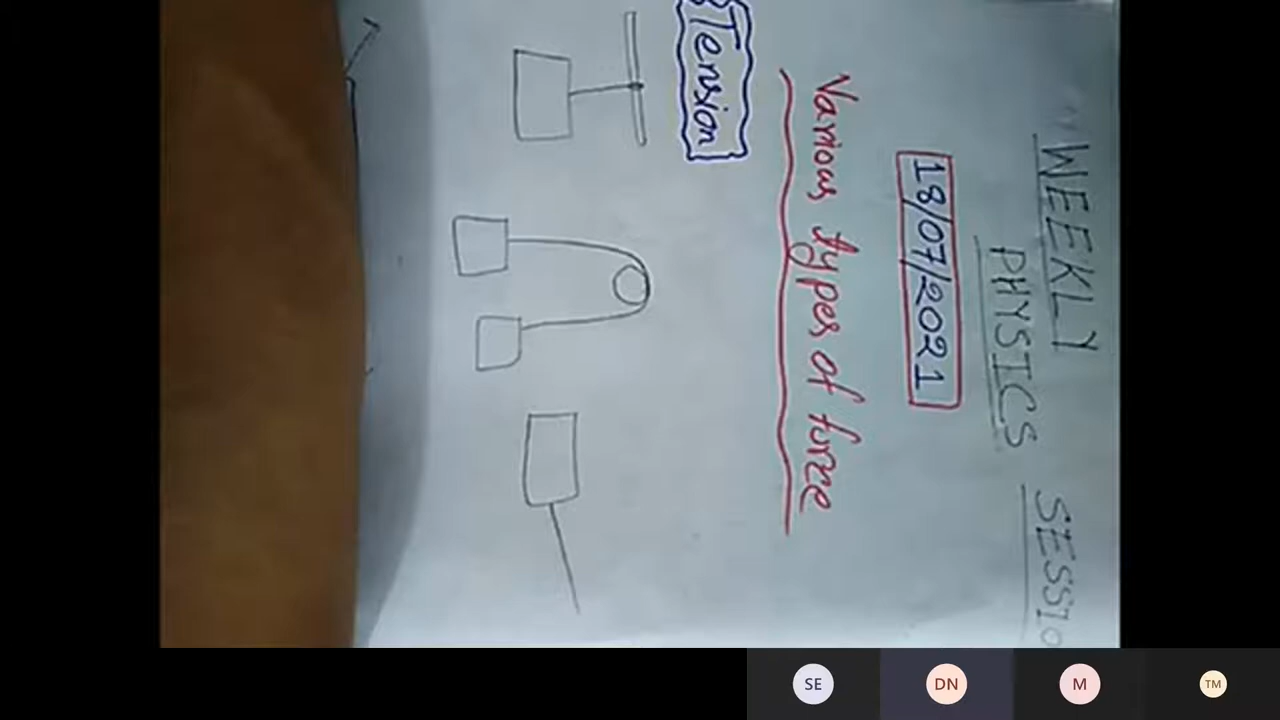 "WEEKLY
PHYSICS SESSIO
18/07/2021
Various types of force
Tension
SE
DN
M
TM